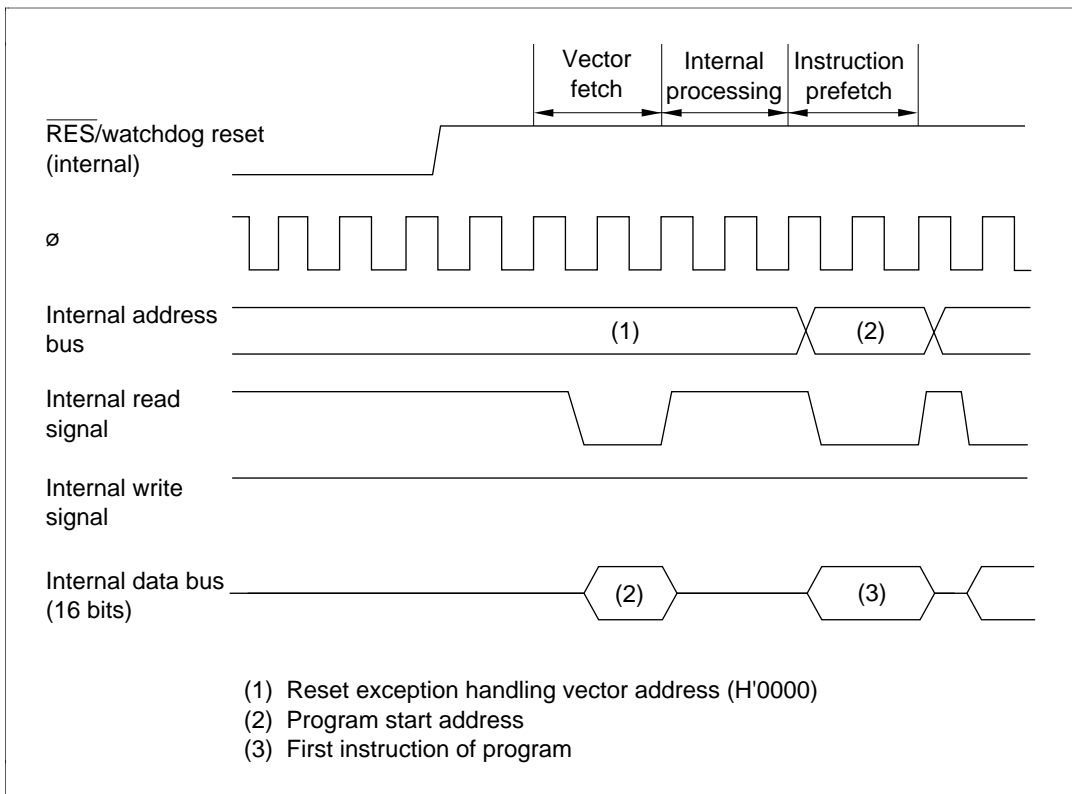 Vector fetch
Internal processing
Instruction prefetch
RES/watchdog reset
(internal)
ø
Internal address
bus
(1)
(2)
Internal read
signal
Internal write
signal
Internal data bus
(16 bits)
(2)
(3)
(1) Reset exception handling vector address (H'0000)
(2) Program start address
(3) First instruction of program